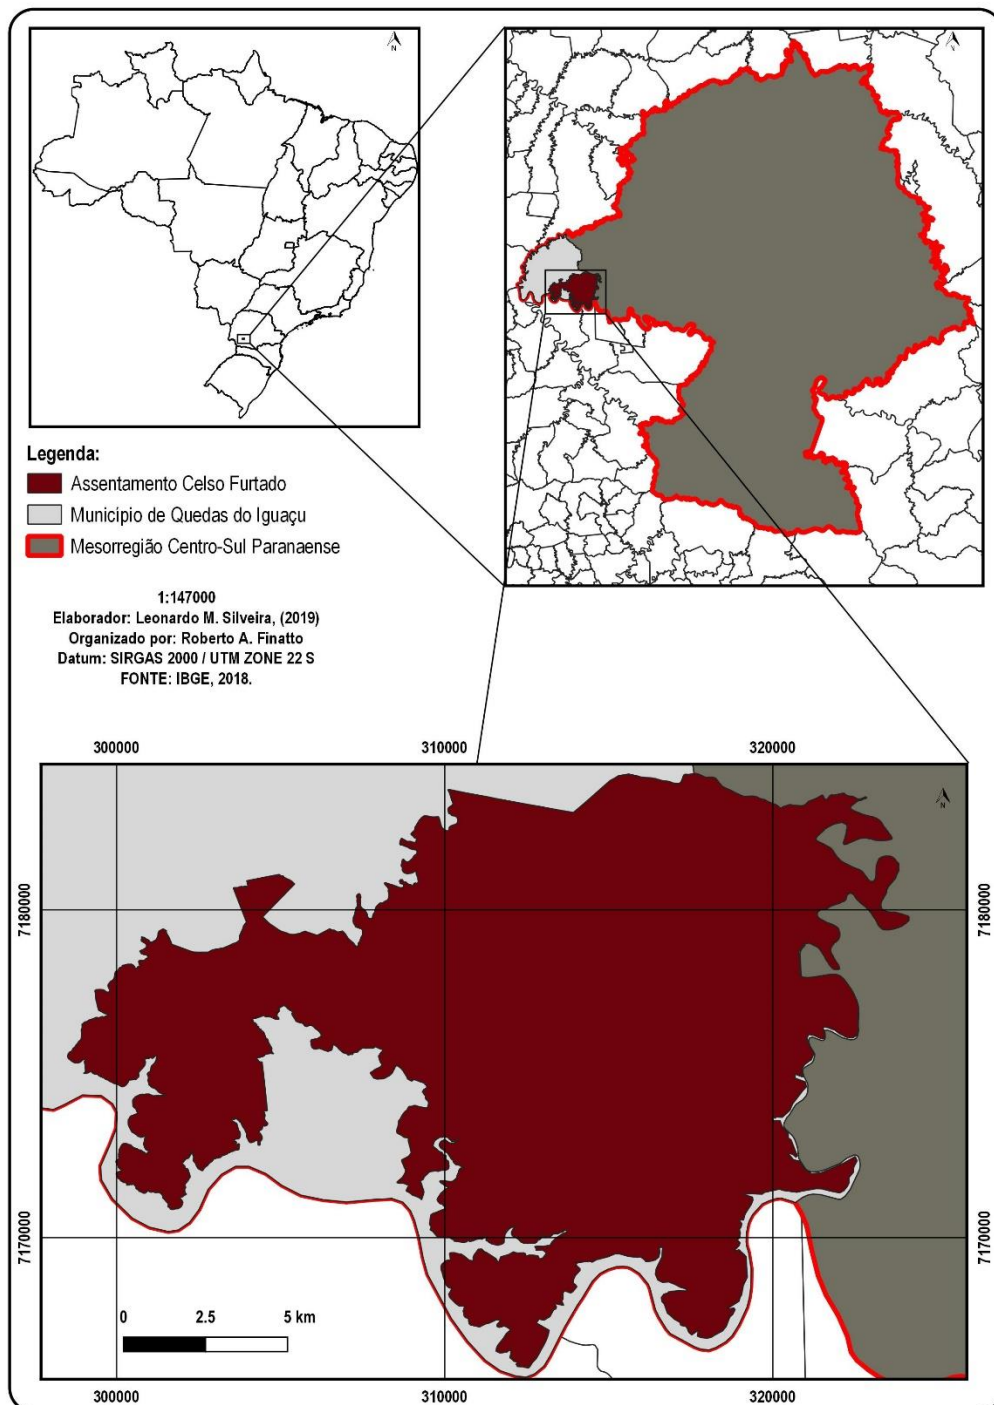 N
N
Legenda:
Assentamento Celso Furtado
Município de Quedas do Iguaçu
Mesorregião Centro-Sul Paranaense
1:147000
Elaborador: Leonardo M. Silveira, (2019)
Organizado por: Roberto A. Finatto
Datum: SIRGAS 2000 / UTM ZONE 22 S
FONTE: IBGE, 2018.
300000 310000 320000
N
7180000 7180000
7170000 7170000
0 2.5 5 km
300000 310000 320000